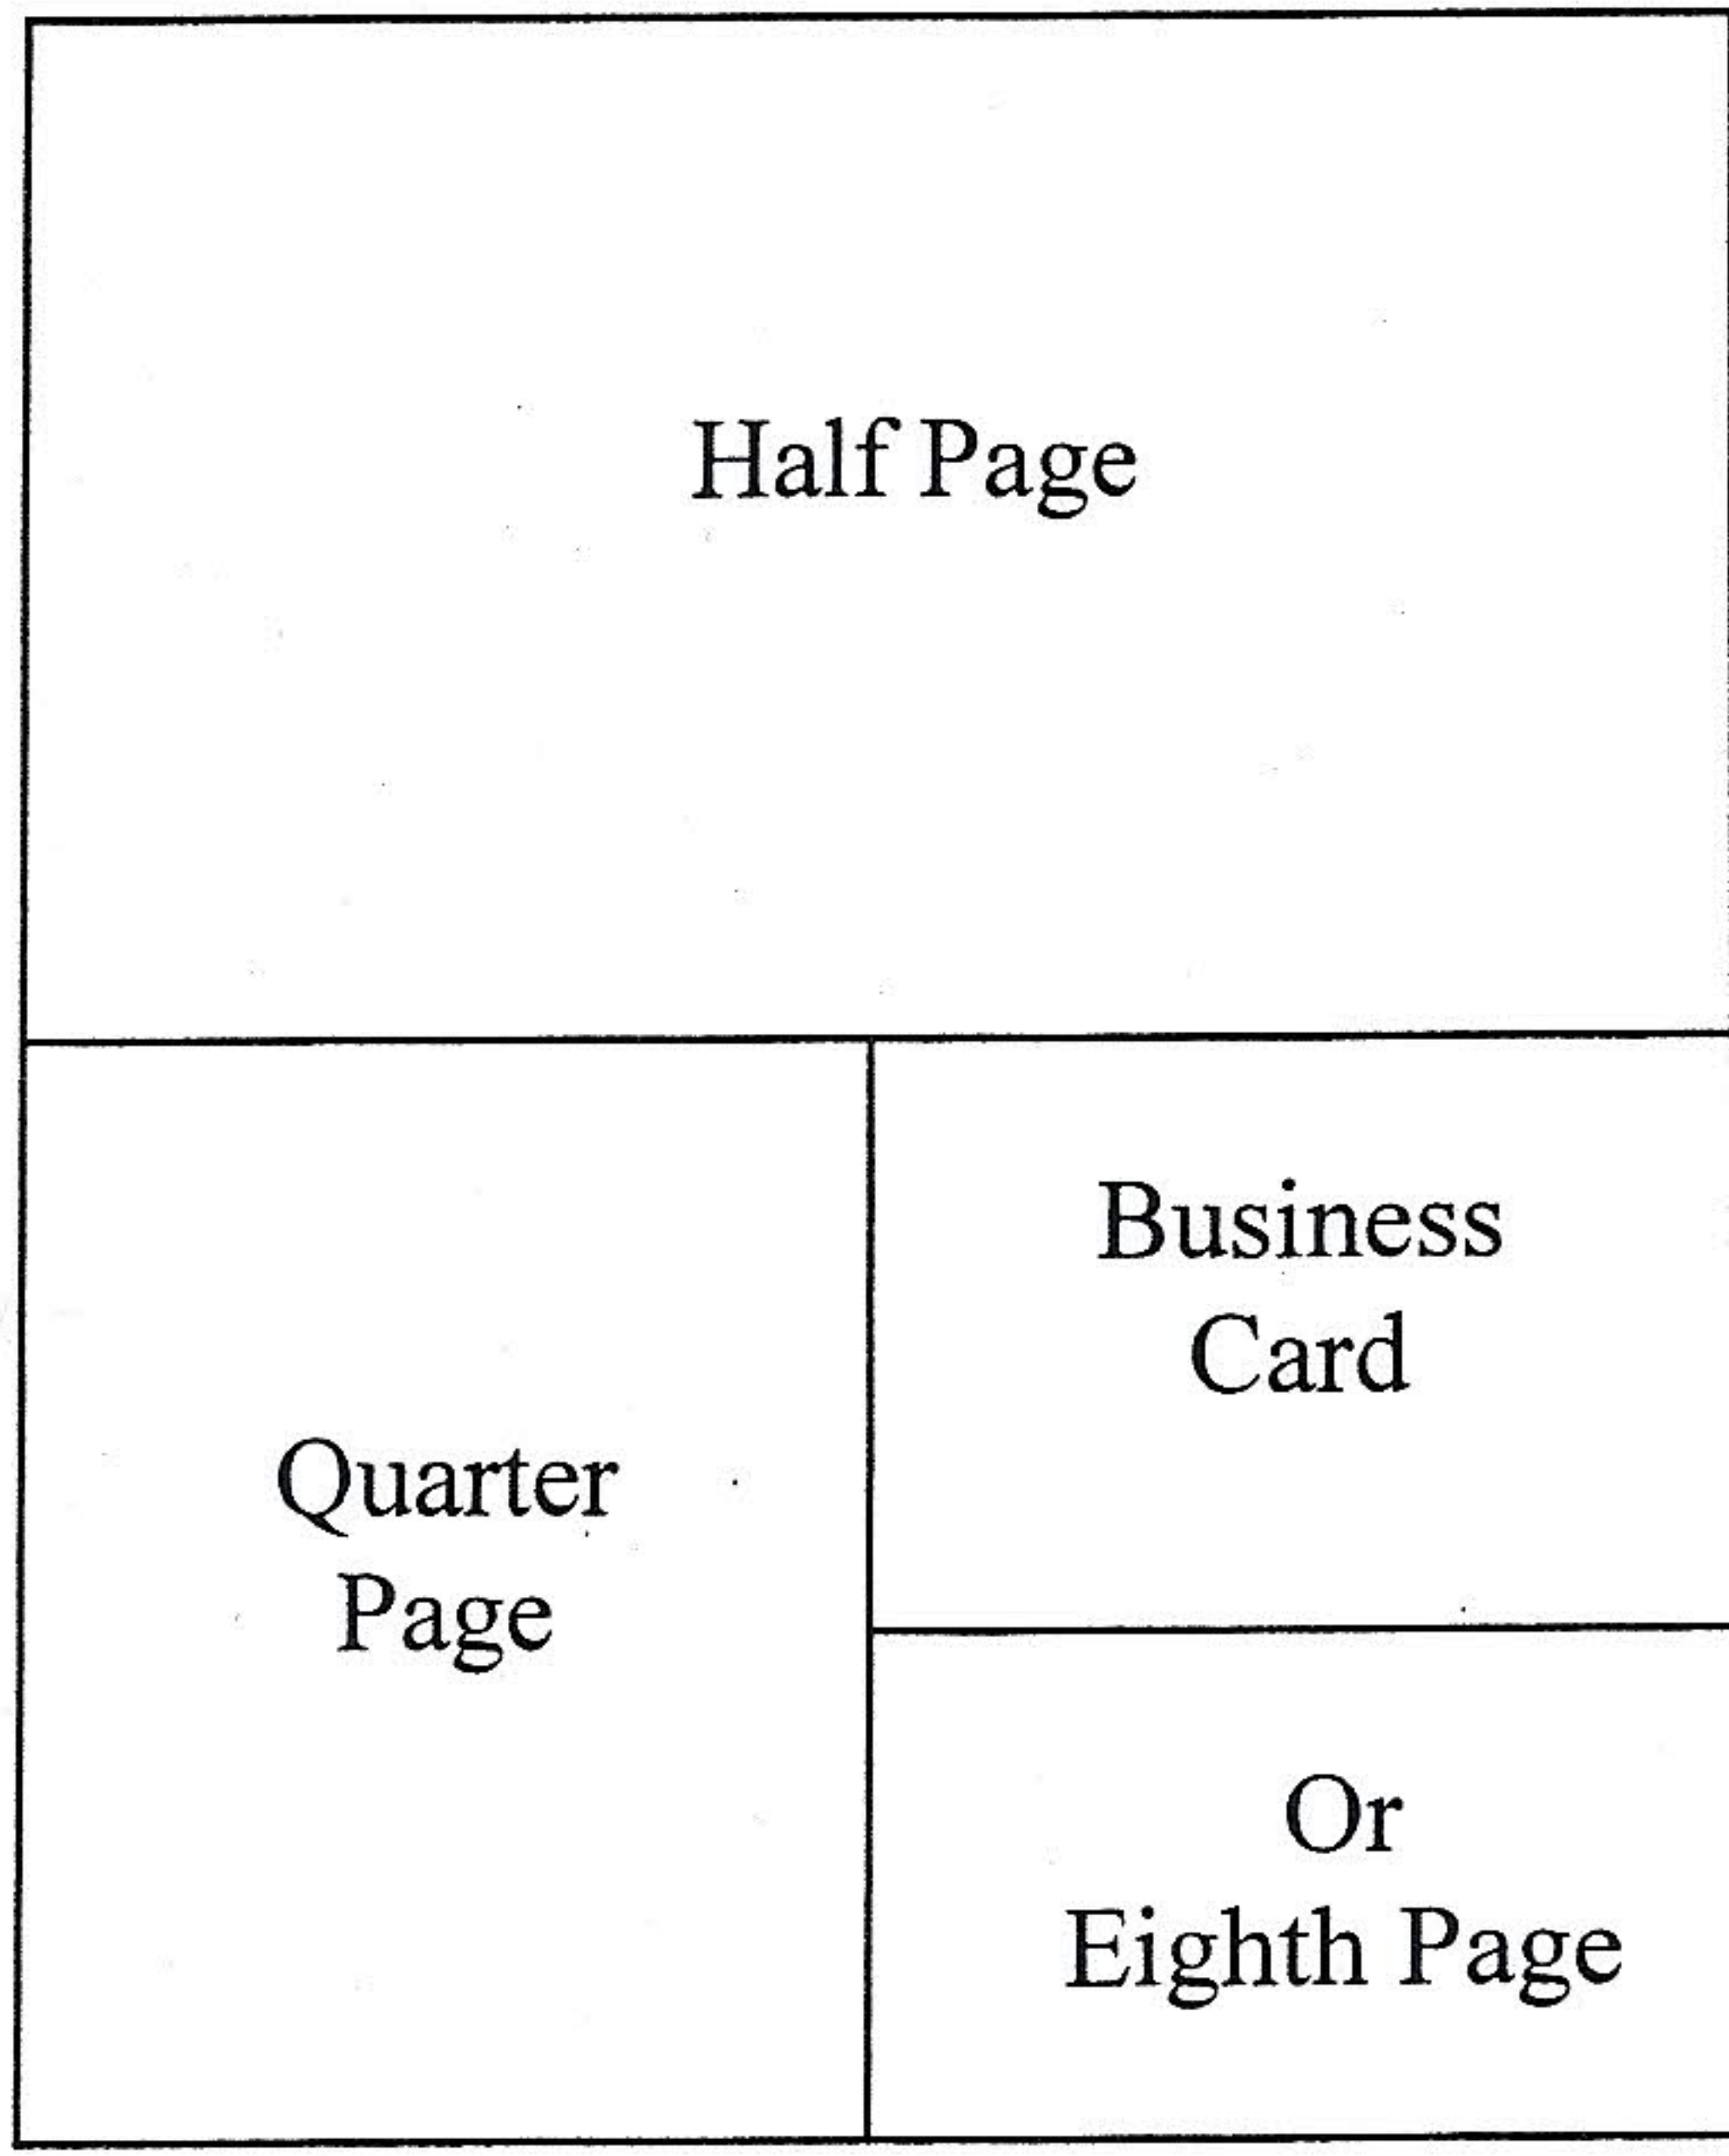 Half Page
Quarter
Page
Business
Card
Or
Eighth Page